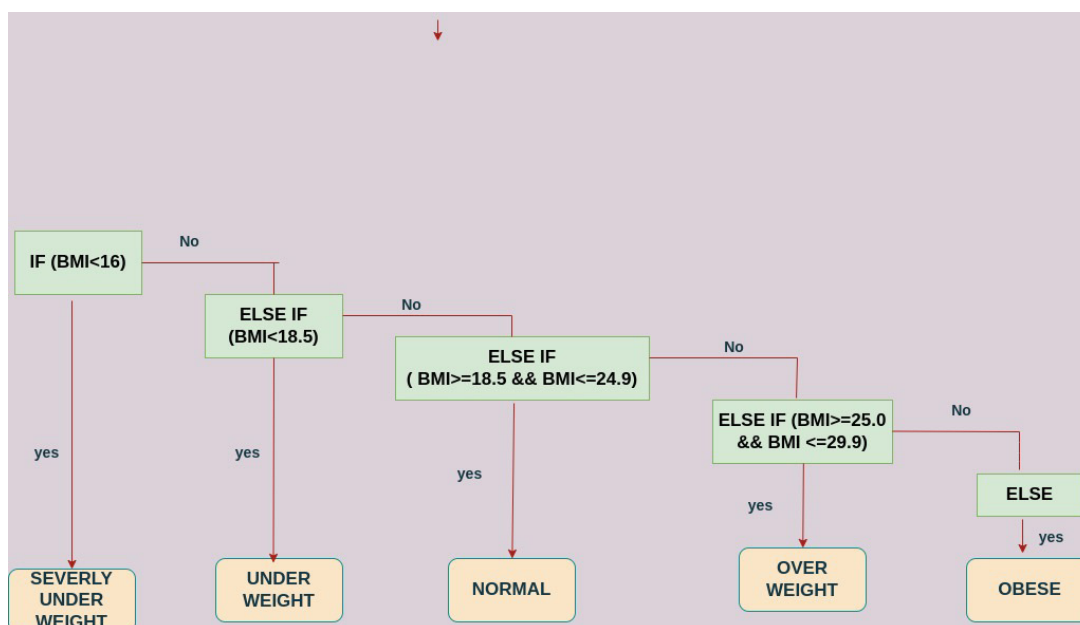 No
IF (BMI<16)
No
ELSE IF
(BMI<18.5)
No
ELSE IF
( BMI>=18.5 && BMI<=24.9)
No
ELSE IF (BMI>=25.0
&& BMI <=29.9)
ELSE
yes
yes
yes
yes
yes
SEVERLY
UNDER
WEIGHT
UNDER
WEIGHT
NORMAL
OVER
WEIGHT
OBESE